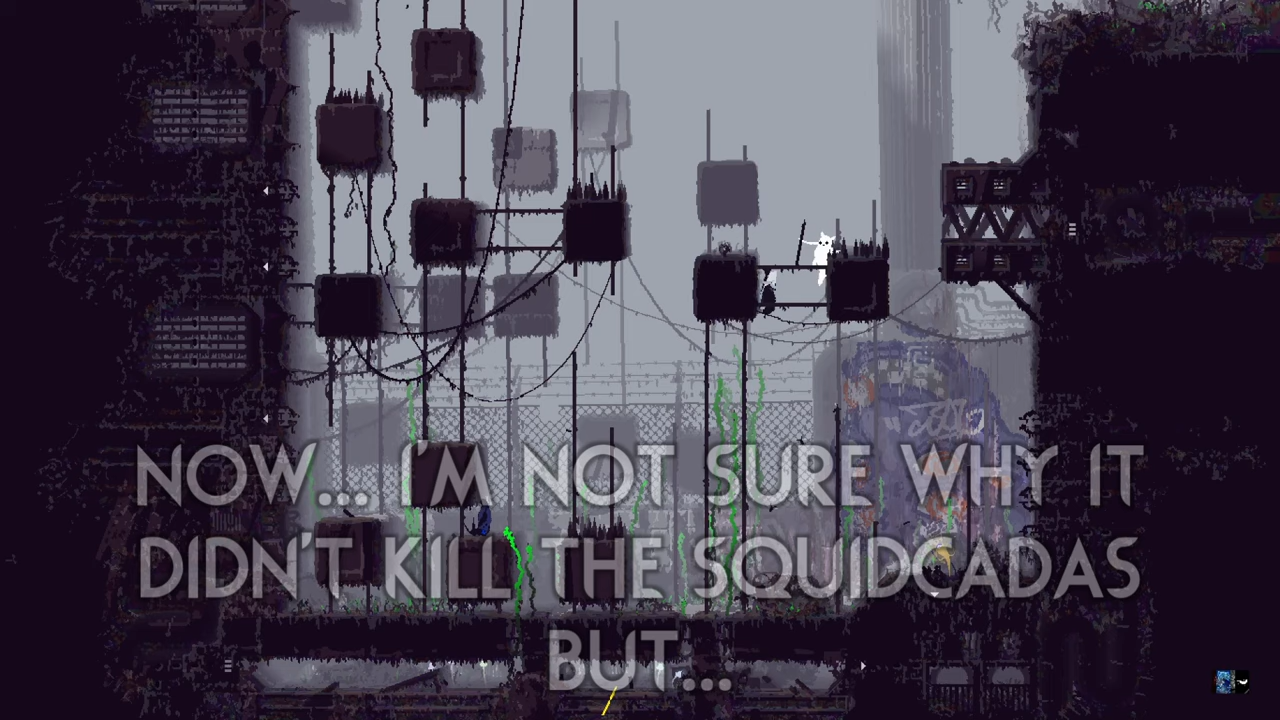 NOW... I'M NOT SURE WHY IT
DIDN'T KILL THE SQUIDCADAS
BUT...